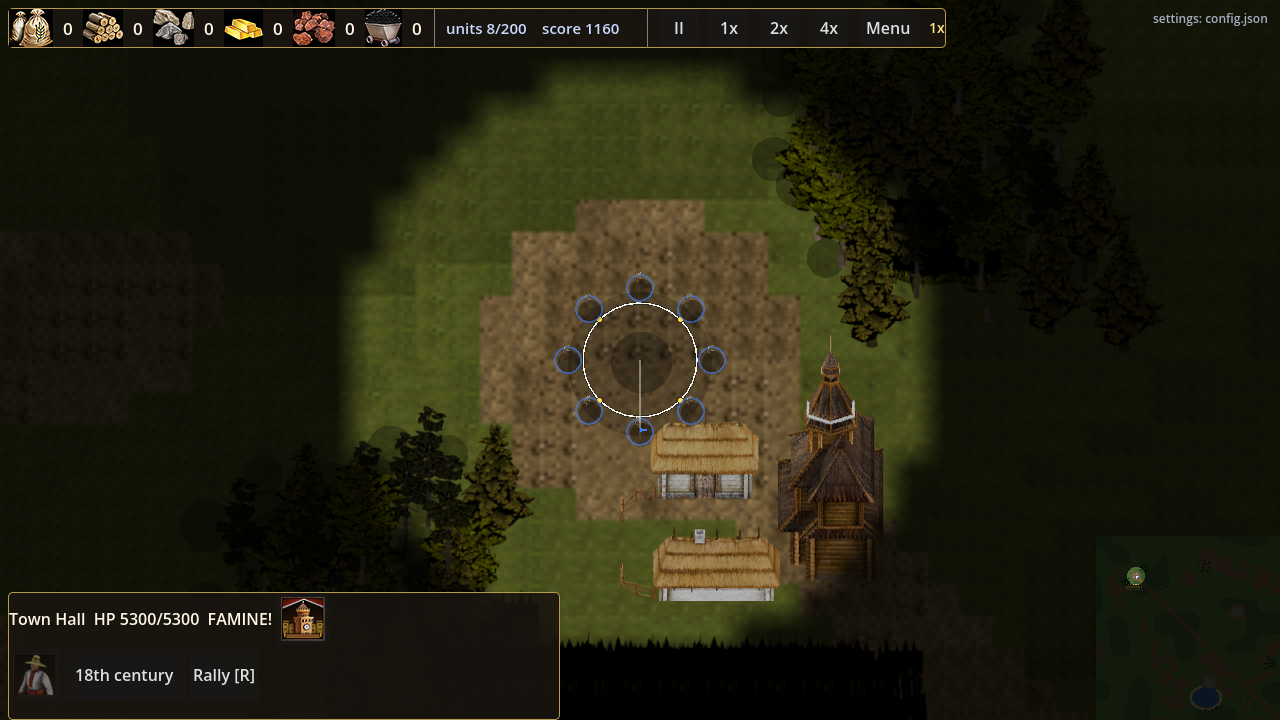 0 0 0 0 0 0 units 8/200 score 1160 II 1x 2x 4x Menu 1x
settings: config.json
Town Hall HP 5300/5300 FAMINE!
18th century Rally [R]